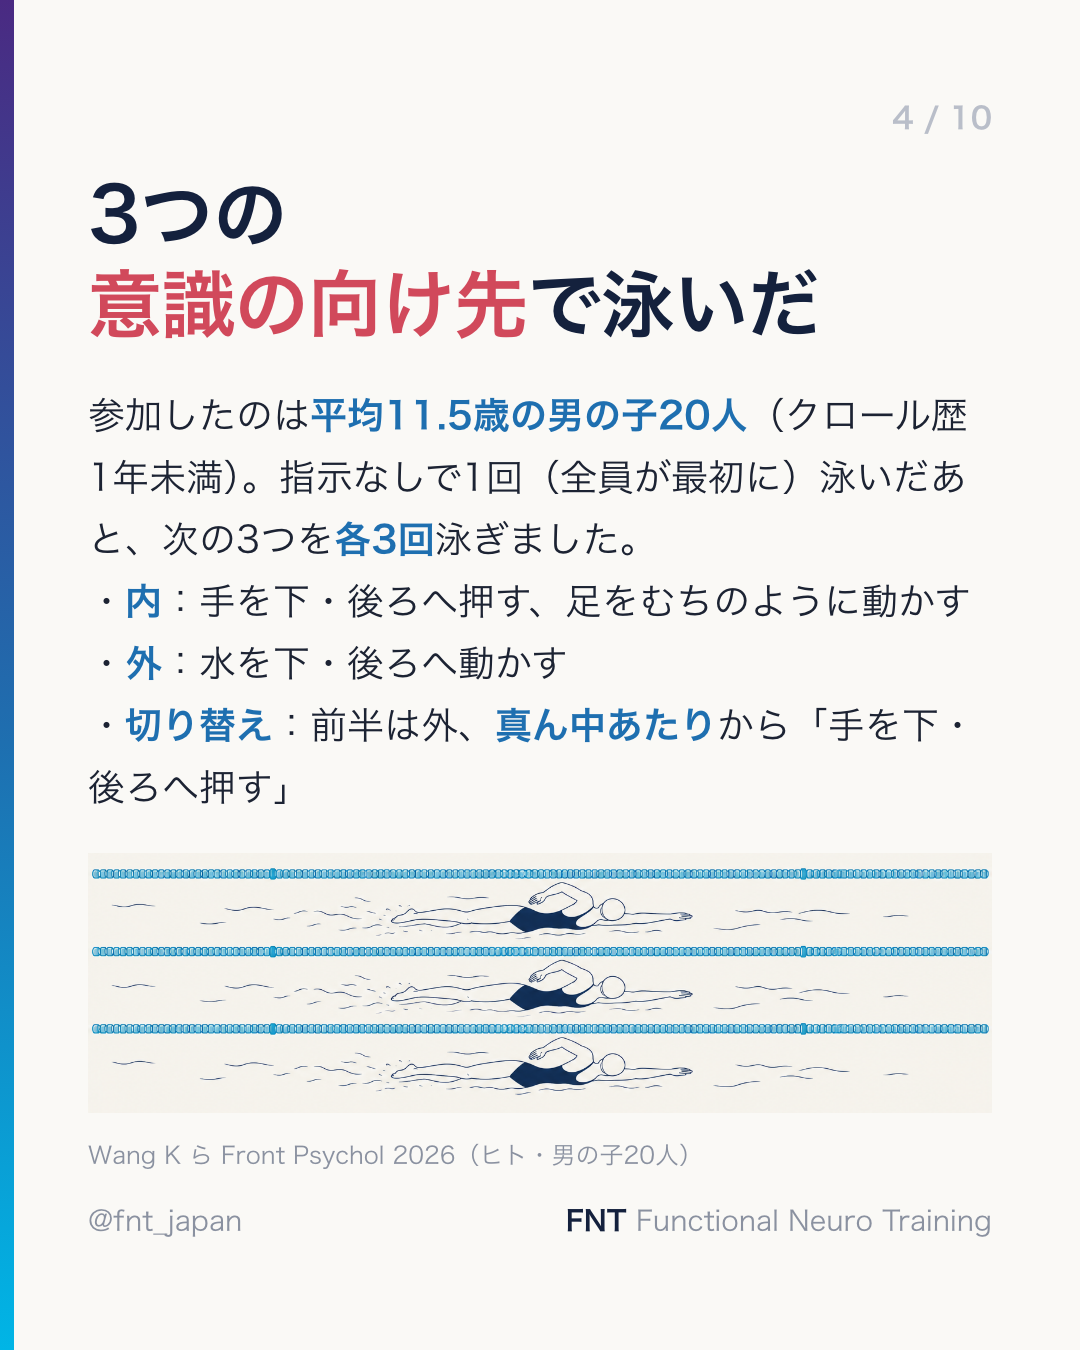 4 / 10
3つの
意識の向け先で泳いだ
参加したのは平均11.5歳の男の子20人（クロール歴
1年未満）。指示なしで1回（全員が最初に）泳いだあ
と、次の3つを各3回泳ぎました。
・内：手を下・後ろへ押す、足をむちのように動かす
・外：水を下・後ろへ動かす
・切り替え：前半は外、真ん中あたりから「手を下・
後ろへ押す」
Wang K ら Front Psychol 2026（ヒト・男の子20人）
@fnt_japan
FNT Functional Neuro Training